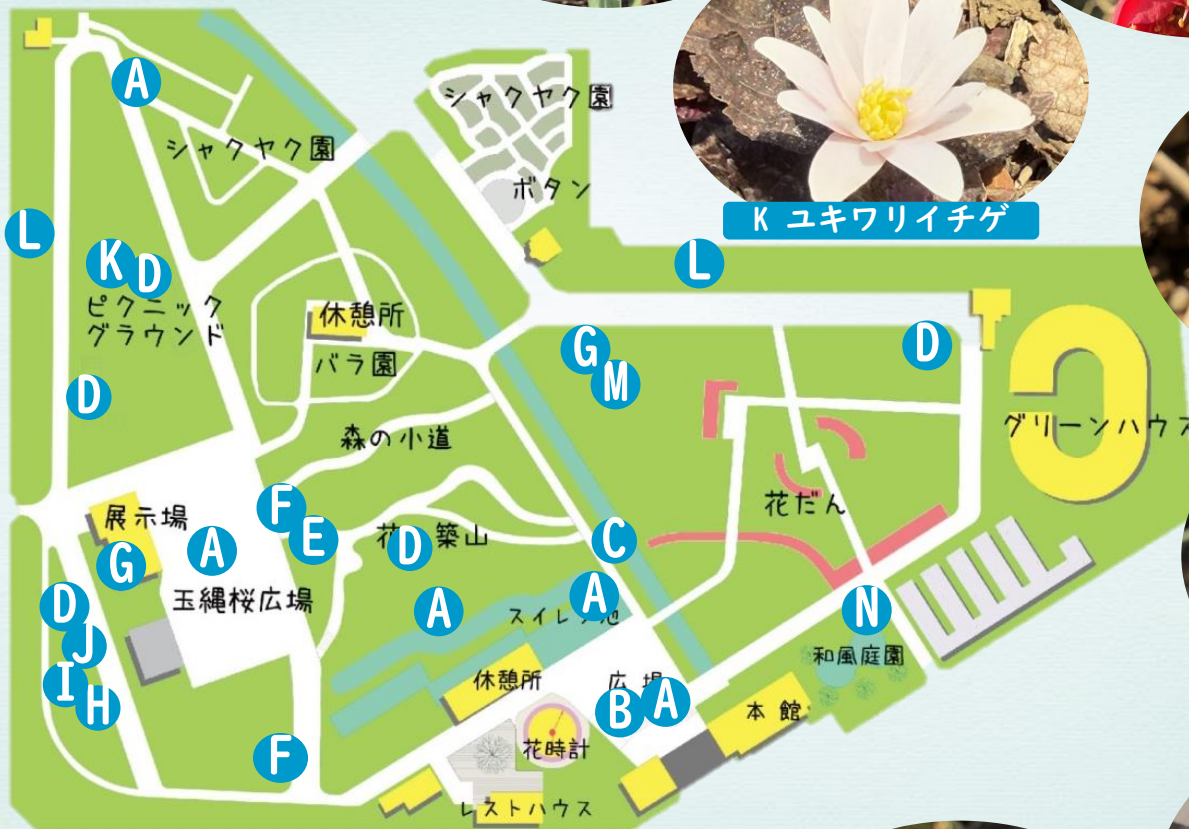 A
シャクヤク園
シャクヤク園
ボタン
K ユキワリイチゲ
L
L
K
D
ピクニック
グラウンド
休憩所
バラ園
G
M
D
D
森の小道
グリーンハウス
展示場
F
E
花
D
築山
C
花だん
G
A
玉縄桜広場
D
J
I
H
A
A
スイレン池
N
和風庭園
休憩所
広場
B
A
本館
F
花時計
レストハウス